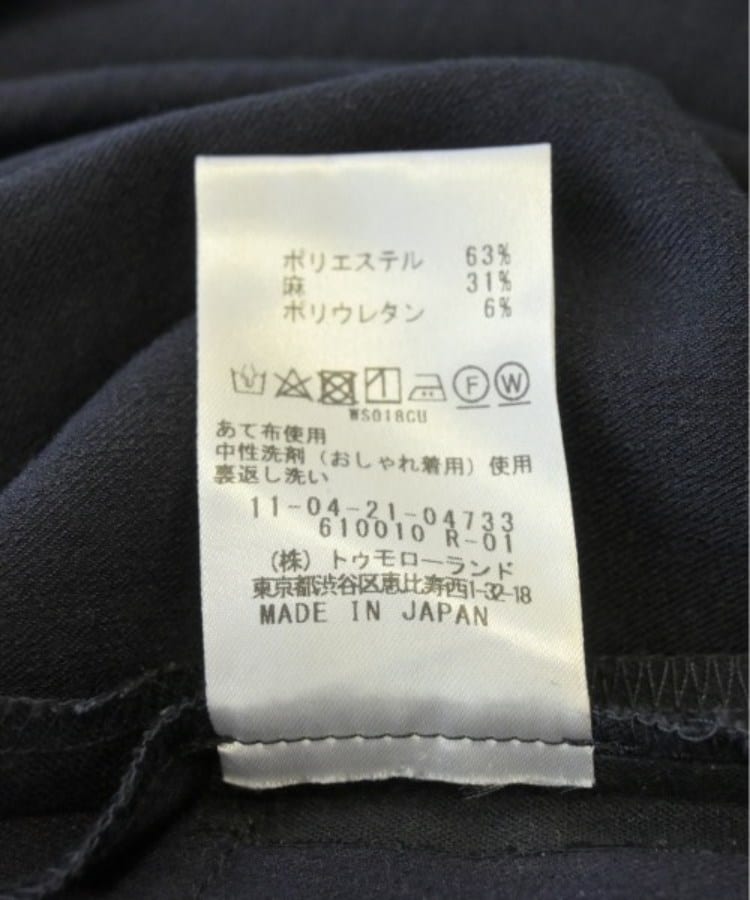 ポリエステル 63%
麻 31%
ポリウレタン 6%
F W
WS018CU
あて布使用
中性洗剤（おしゃれ着用）使用
裏返し洗い
11-04-21-04733
610010 R-01
（株）トゥモローランド
東京都渋谷区恵比寿西1-32-18
MADE IN JAPAN